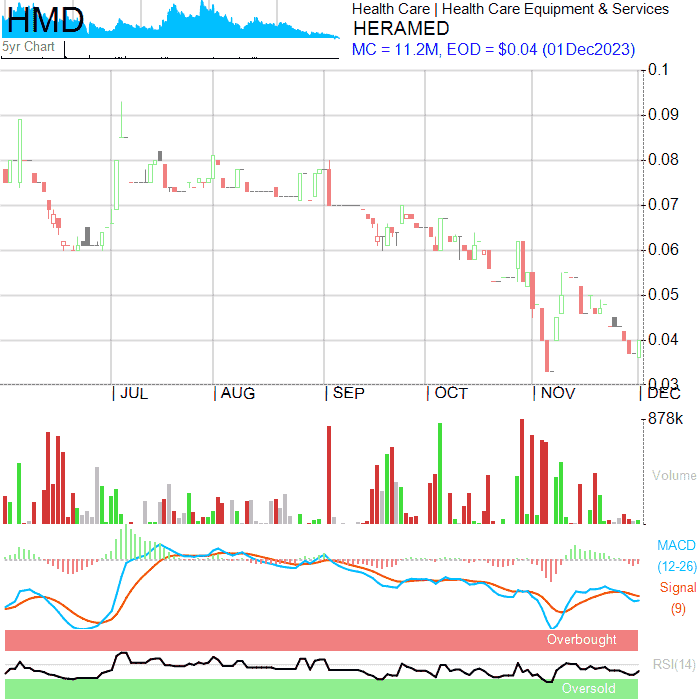 HMD
5yr Chart
Health Care | Health Care Equipment & Services
HERAMED
MC = 11.2M, EOD = $0.04 (01Dec2023)
0.1
0.09
0.08
0.07
0.06
0.05
0.04
0.03
JUL
AUG
SEP
OCT
NOV
DEC
878k
Volume
MACD
(12-26)
Signal
(9)
Overbought
RSI(14)
Oversold